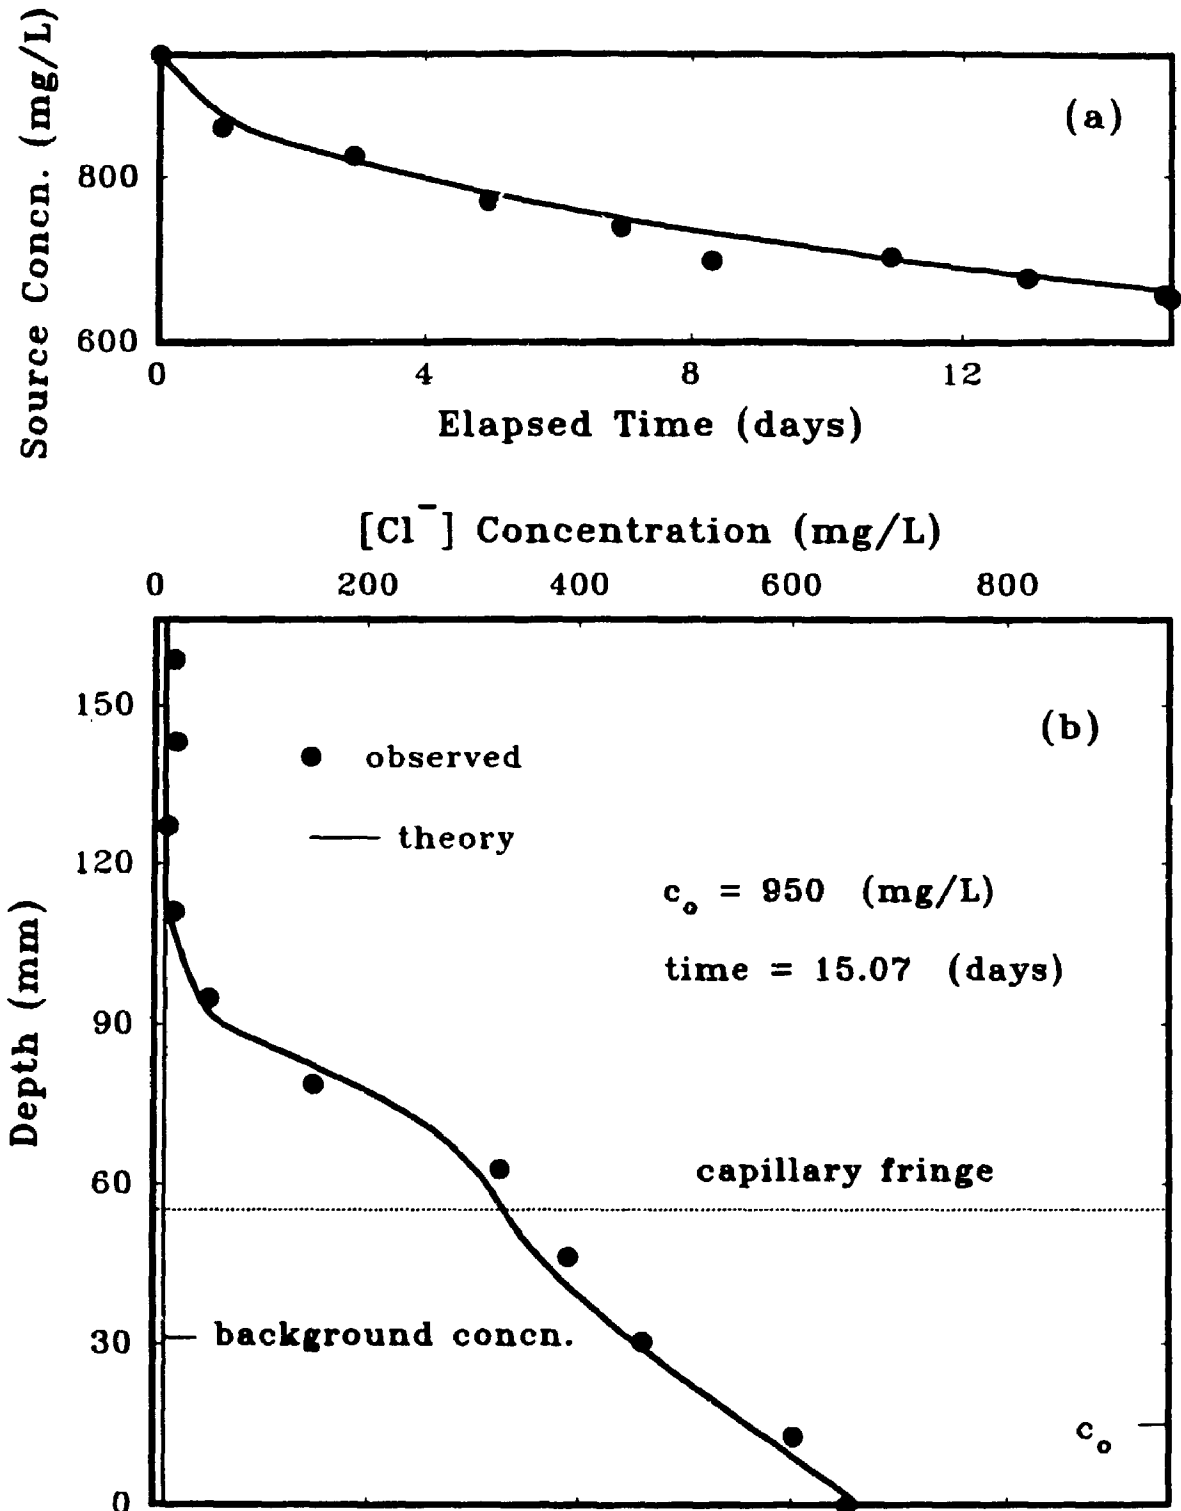 Source Concn. (mg/L)
(a)
800
600
0 4 8 12
Elapsed Time (days)
[Cl⁻] Concentration (mg/L)
0 200 400 600 800
Depth (mm)
150
(b)
observed
theory
120
c₀ = 950 (mg/L)
time = 15.07 (days)
90
capillary fringe
60
background concn.
30
c₀
0